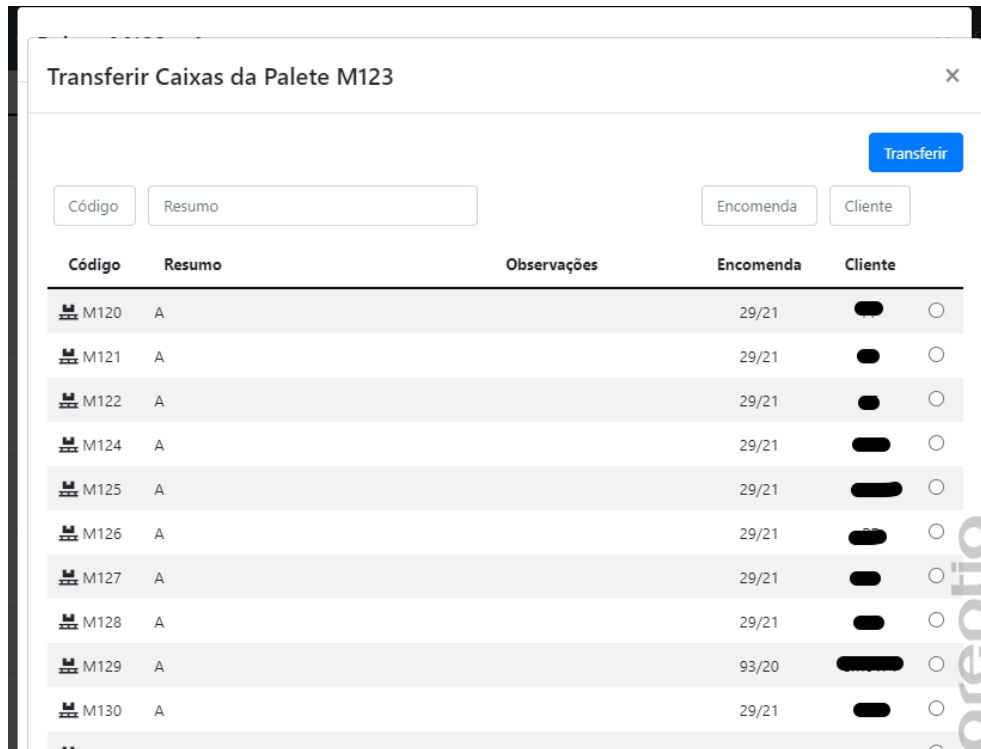 Transferir Caixas da Palete M123 ×
Transferir
Código Resumo Encomenda Cliente
Código Resumo Observações Encomenda Cliente
M120 A 29/21
M121 A 29/21
M122 A 29/21
M124 A 29/21
M125 A 29/21
M126 A 29/21
M127 A 29/21
M128 A 29/21
M129 A 93/20
M130 A 29/21